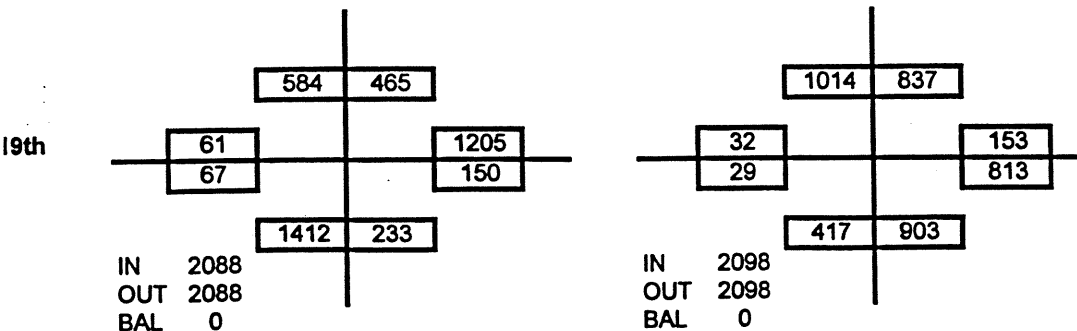 584 465 1014 837
19th 61 1205 32 153
67 150 29 813
1412 233 417 903
IN 2088 IN 2098
OUT 2088 OUT 2098
BAL 0 BAL 0